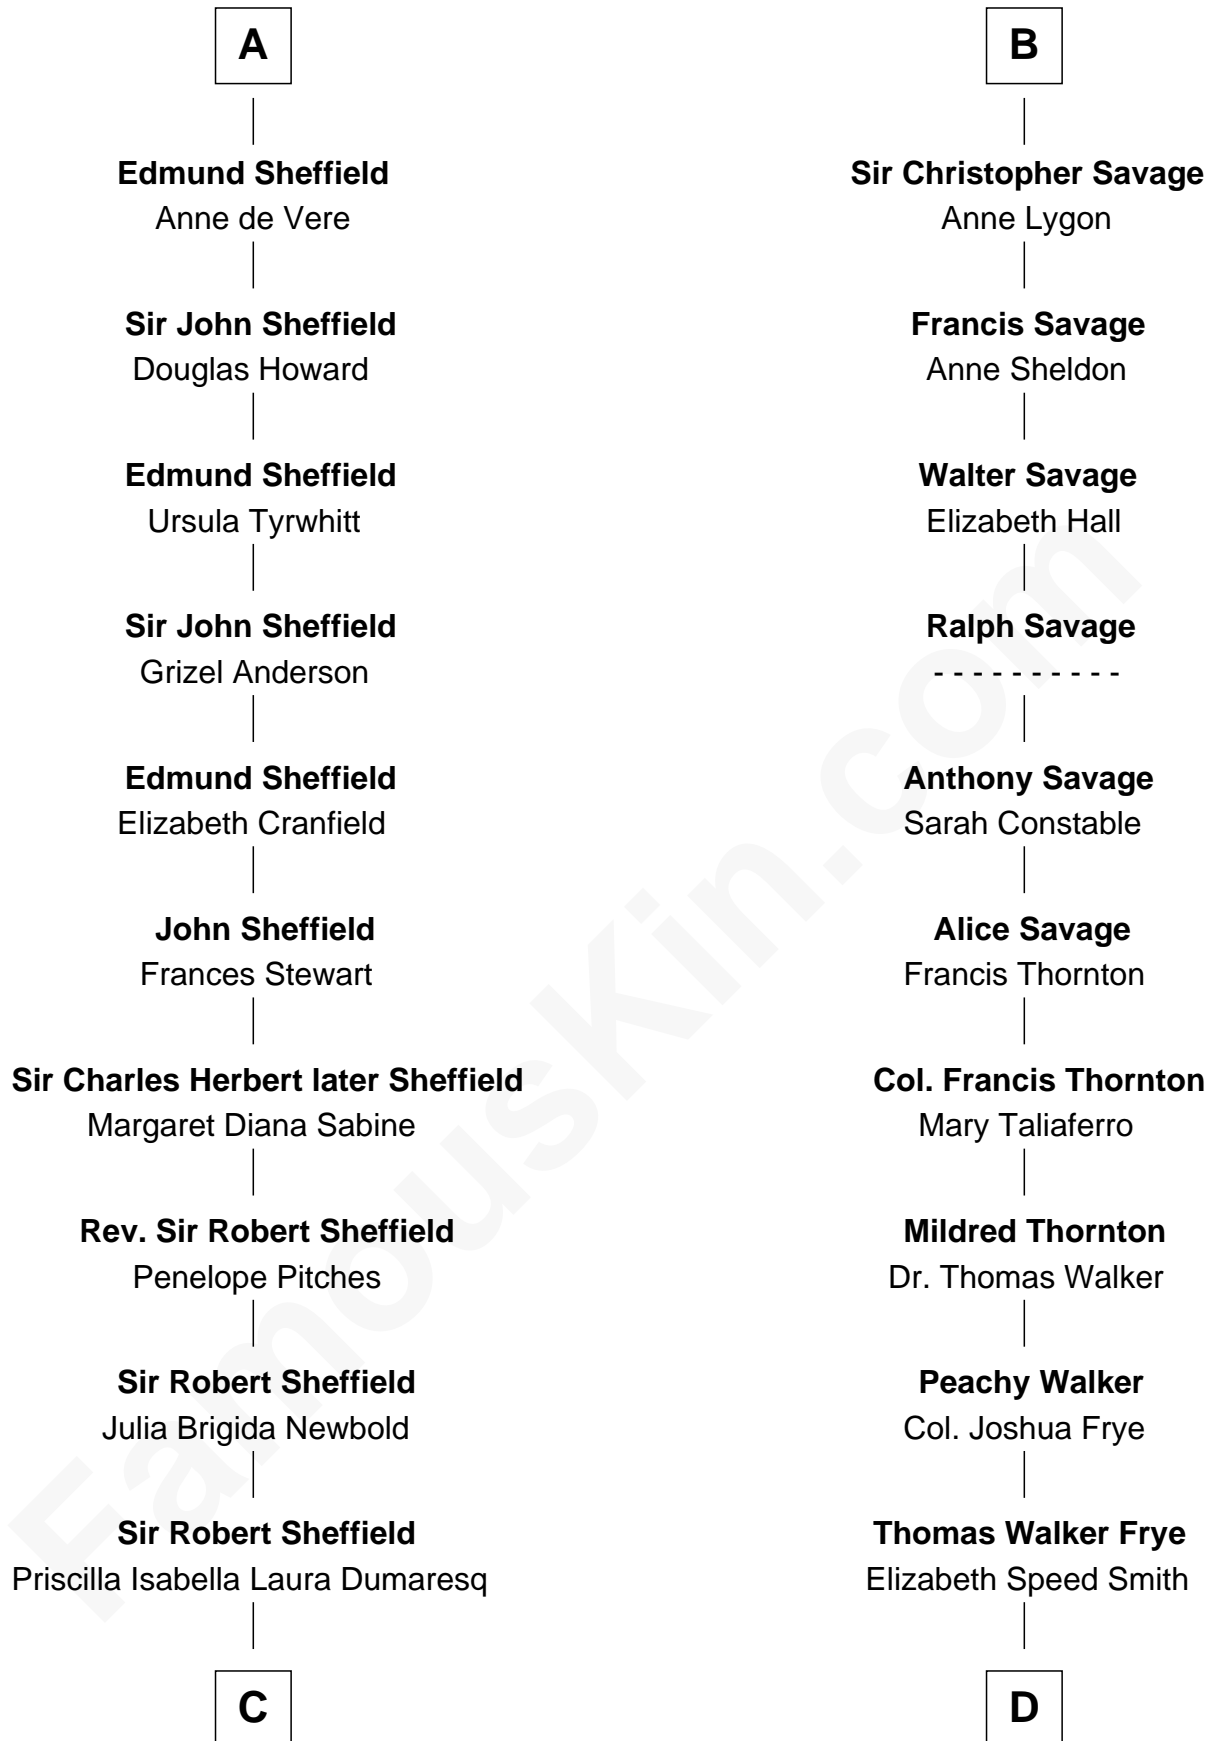 A
Edmund Sheffield
Anne de Vere
Sir John Sheffield
Douglas Howard
Edmund Sheffield
Ursula Tyrwhitt
Sir John Sheffield
Grizel Anderson
Edmund Sheffield
Elizabeth Cranfield
John Sheffield
Frances Stewart
Sir Charles Herbert later Sheffield
Margaret Diana Sabine
Rev. Sir Robert Sheffield
Penelope Pitches
Sir Robert Sheffield
Julia Brigida Newbold
Sir Robert Sheffield
Priscilla Isabella Laura Dumaresq
C
B
Sir Christopher Savage
Anne Lygon
Francis Savage
Anne Sheldon
Walter Savage
Elizabeth Hall
Ralph Savage
- - - - - - - - - -
Anthony Savage
Sarah Constable
Alice Savage
Francis Thornton
Col. Francis Thornton
Mary Taliaferro
Mildred Thornton
Dr. Thomas Walker
Peachy Walker
Col. Joshua Frye
Thomas Walker Frye
Elizabeth Speed Smith
D
FamousKin.com